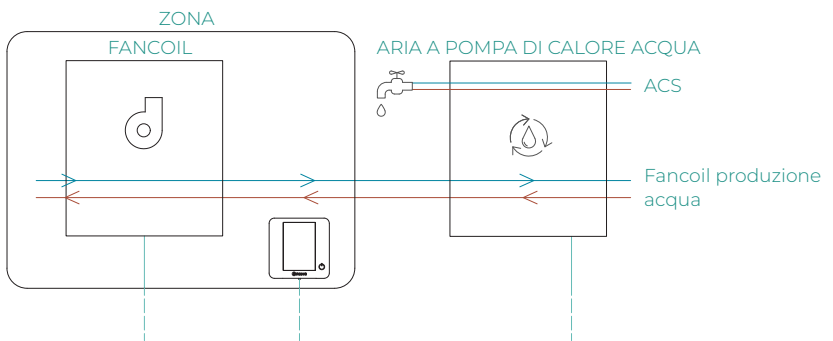 ZONA
FANCOIL
ARIA A POMPA DI CALORE ACQUA
ACS
Fancoil produzione
acqua